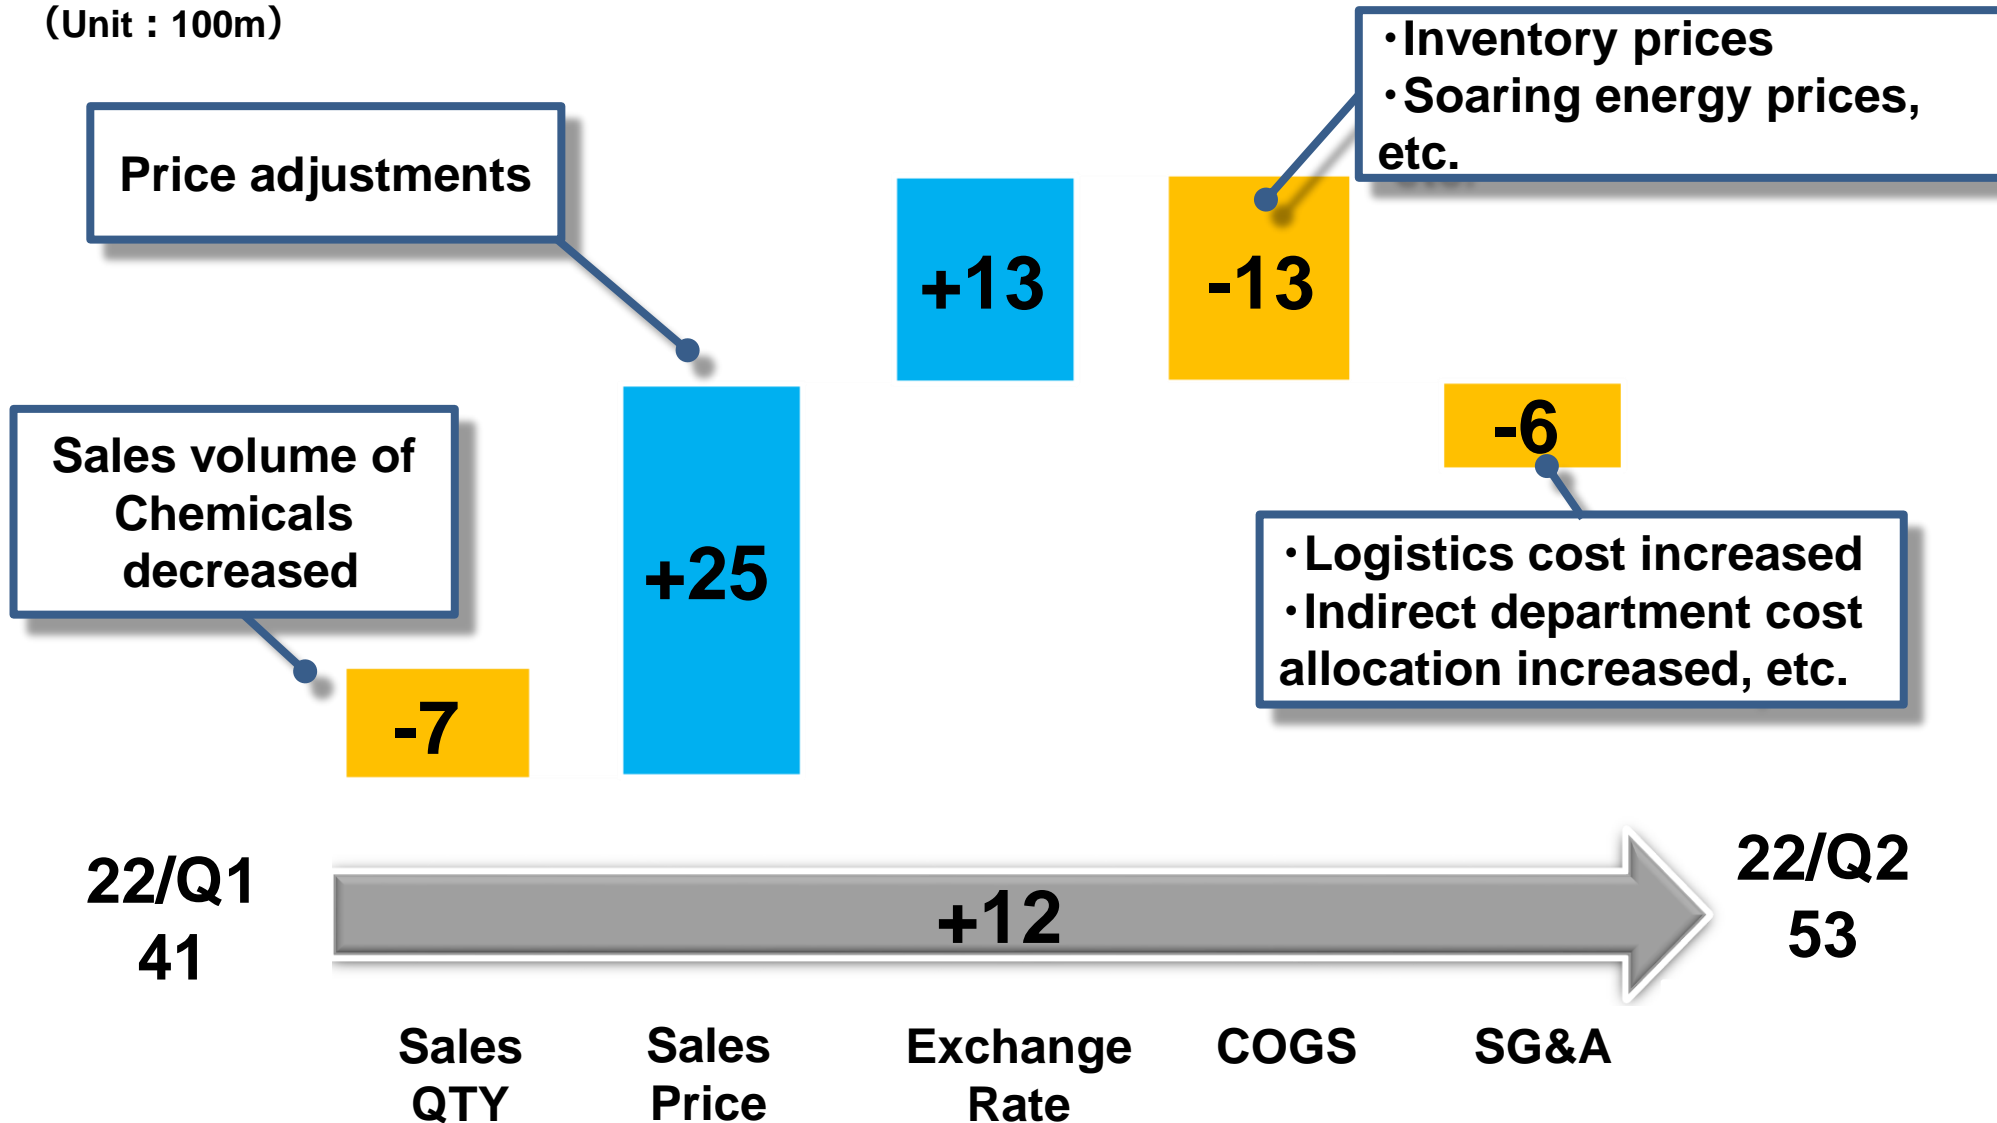 （Unit：100m）
・Inventory prices
・Soaring energy prices,
etc.
Price adjustments
+13
-13
-6
Sales volume of
Chemicals
decreased
+25
・Logistics cost increased
・Indirect department cost
allocation increased, etc.
-7
22/Q1
41
+12
22/Q2
53
Sales
QTY
Sales
Price
Exchange
Rate
COGS
SG&A